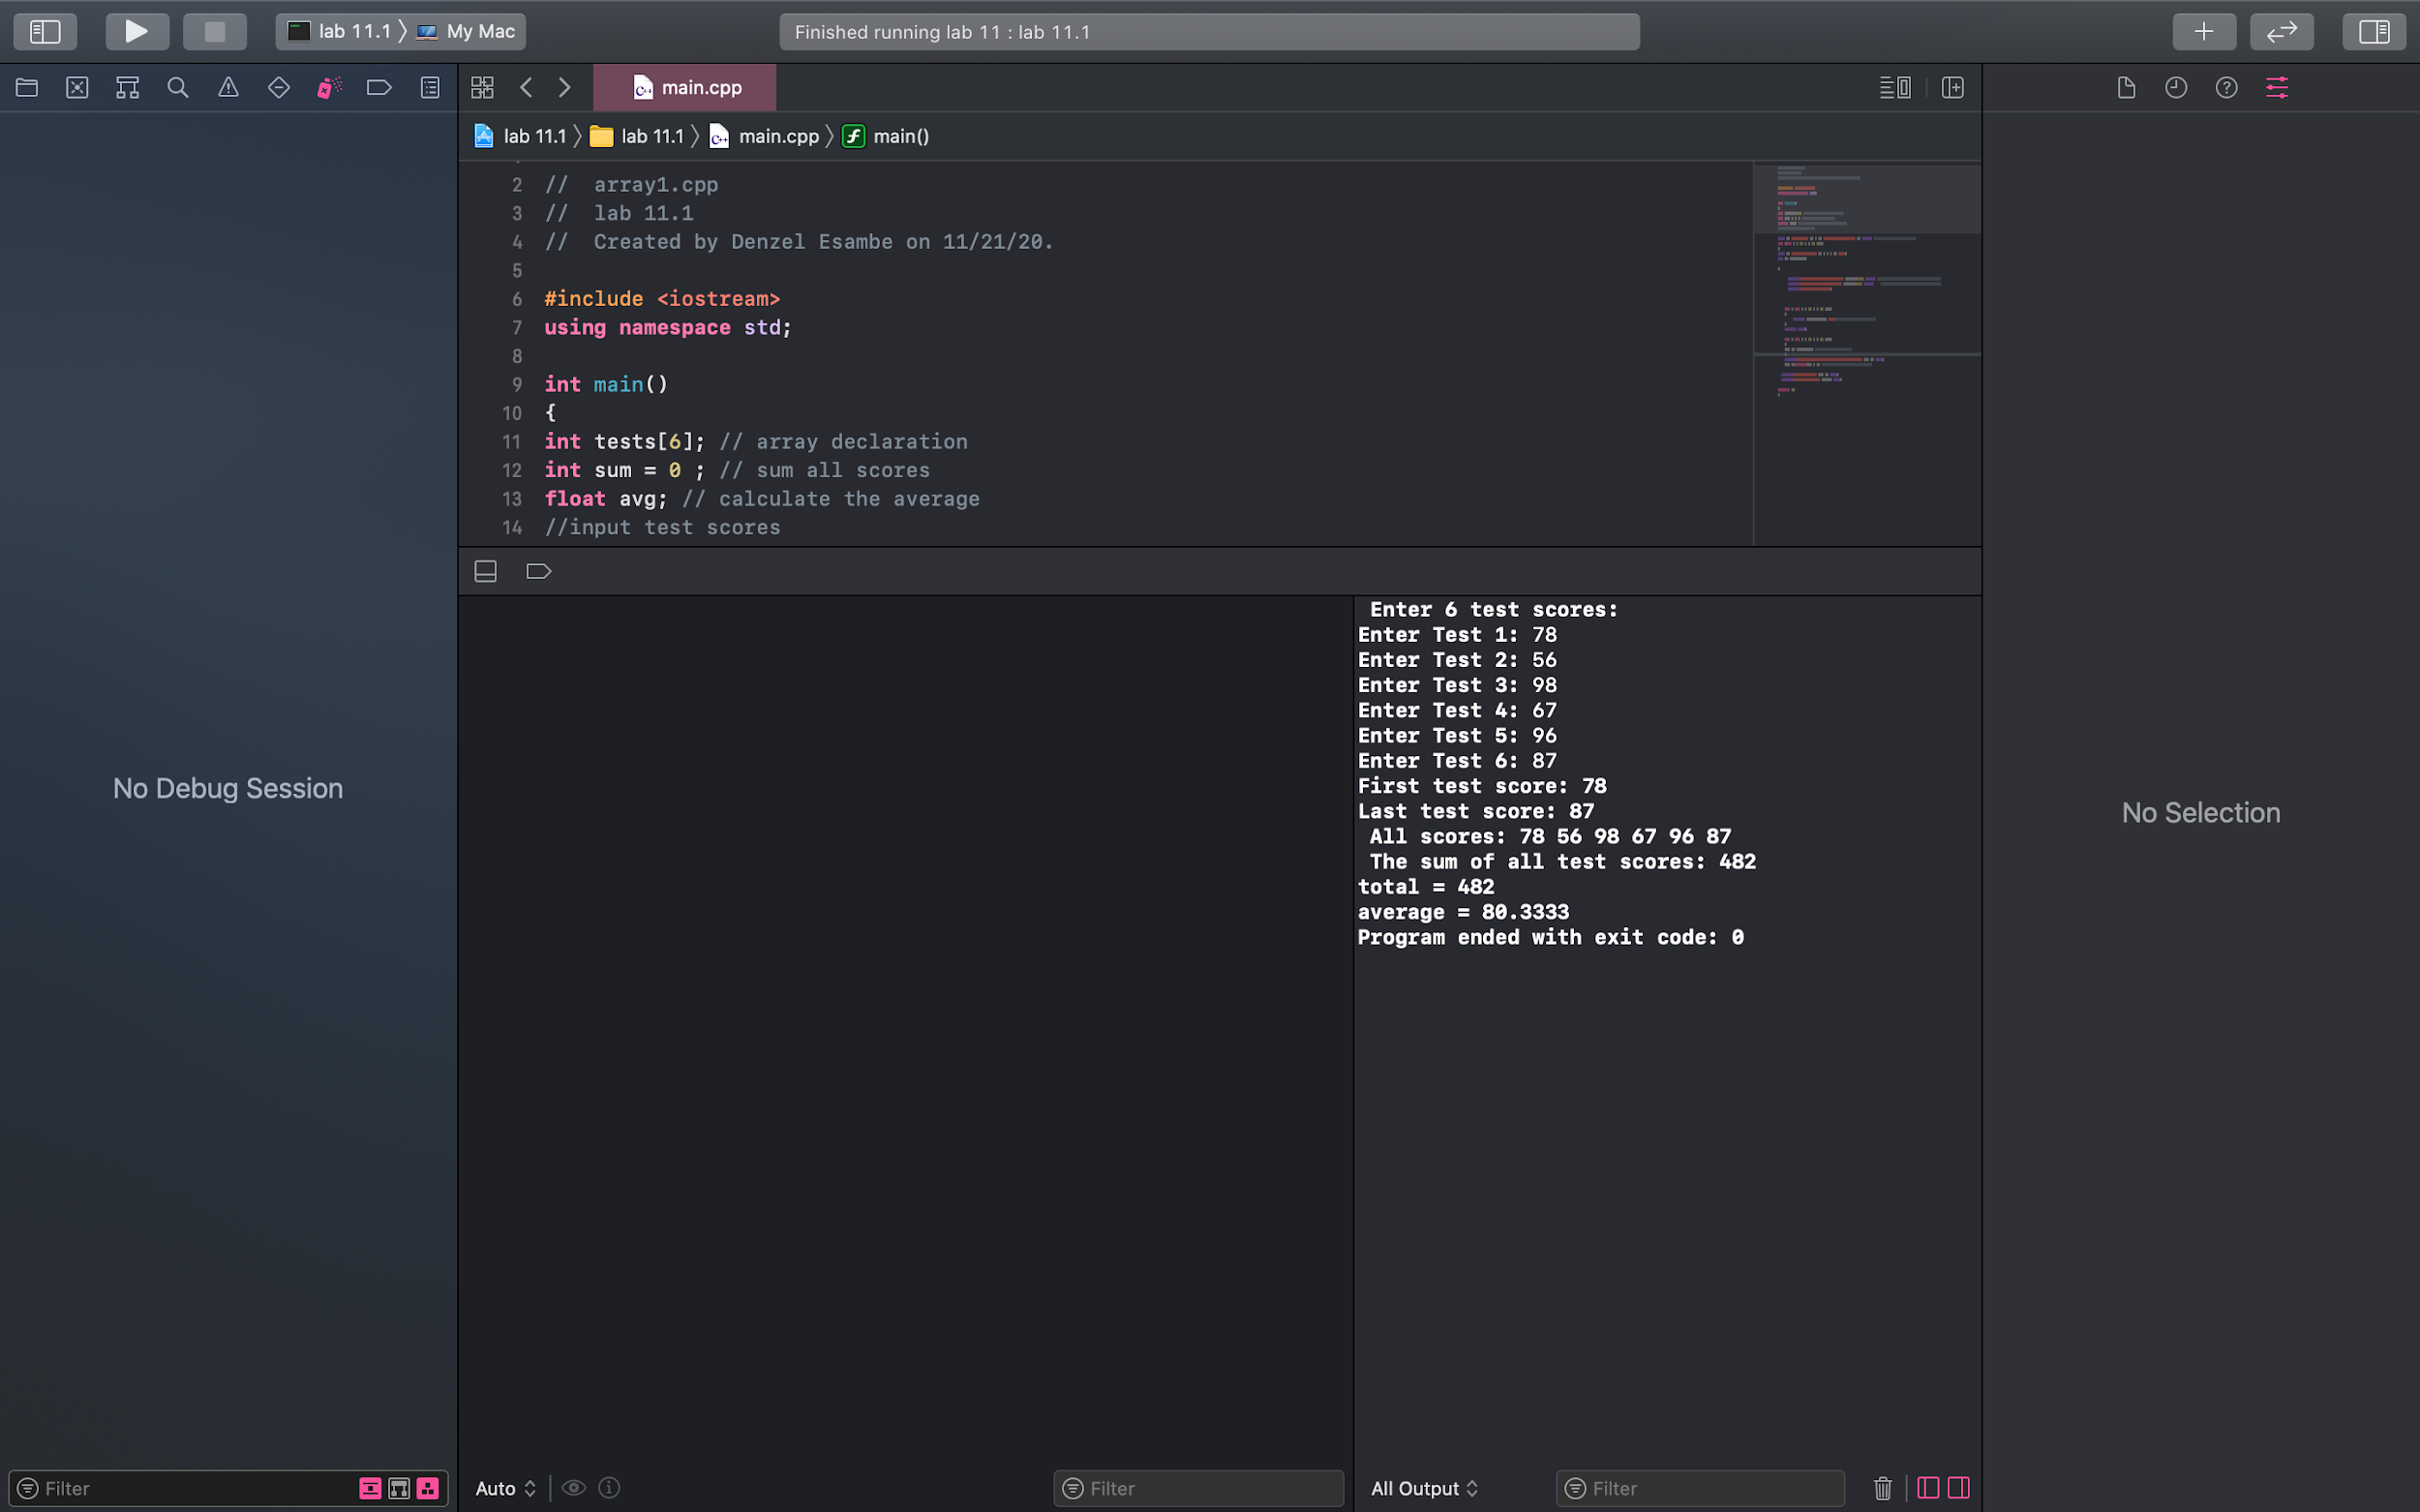 lab 11.1 〉 My Mac
Finished running lab 11 : lab 11.1
main.cpp
lab 11.1 〉 lab 11.1 〉 main.cpp 〉 main()
2 //  array1.cpp
3 //  lab 11.1
4 //  Created by Denzel Esambe on 11/21/20.
5
6 #include <iostream>
7 using namespace std;
8
9 int main()
10 {
11 int tests[6]; // array declaration
12 int sum = 0 ; // sum all scores
13 float avg; // calculate the average
14 //input test scores
Enter 6 test scores:
Enter Test 1: 78
Enter Test 2: 56
Enter Test 3: 98
Enter Test 4: 67
Enter Test 5: 96
Enter Test 6: 87
First test score: 78
Last test score: 87
All scores: 78 56 98 67 96 87
The sum of all test scores: 482
total = 482
average = 80.3333
Program ended with exit code: 0
No Debug Session
No Selection
Filter
Auto
Filter
All Output
Filter